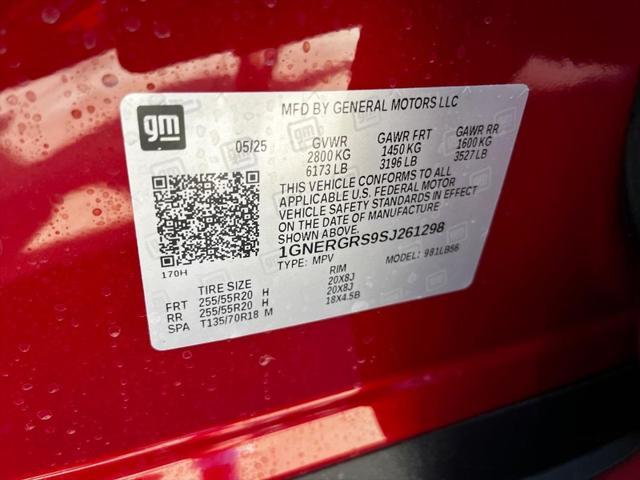 gm
MFD BY GENERAL MOTORS LLC
05/25 GVWR GAWR FRT GAWR RR
2800 KG 1450 KG 1600 KG
6173 LB 3196 LB 3527 LB
THIS VEHICLE CONFORMS TO ALL
APPLICABLE U.S. FEDERAL MOTOR
VEHICLE SAFETY STANDARDS IN EFFECT
ON THE DATE OF MANUFACTURE
SHOWN ABOVE.
1GNERGRS9SJ261298
TYPE: MPV MODEL: 981LB56
170H
TIRE SIZE RIM
FRT 255/55R20 H 20X8J
RR 255/55R20 H 20X8J
SPA T135/70R18 M 18X4.5B